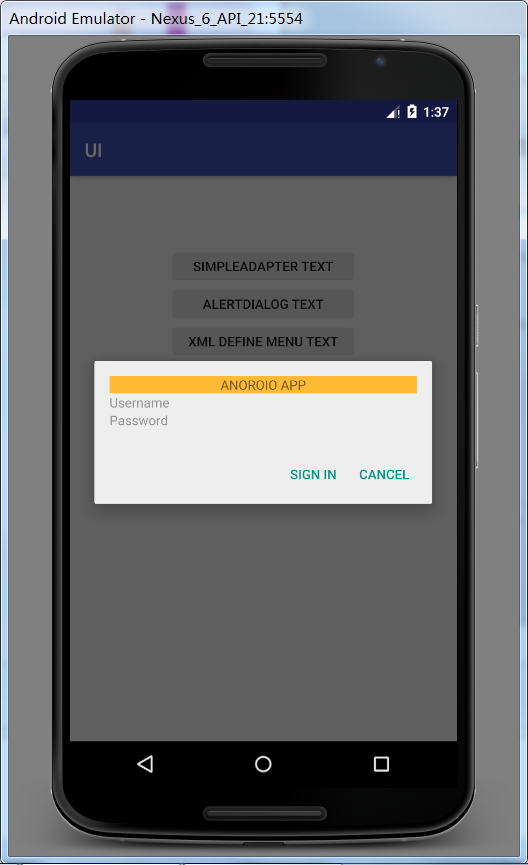 Android Emulator - Nexus_6_API_21:5554
1:37
UI
SIMPLEADAPTER TEXT
ALERTDIALOG TEXT
XML DEFINE MENU TEXT
ANOROIO APP
Username
Password
SIGN IN CANCEL